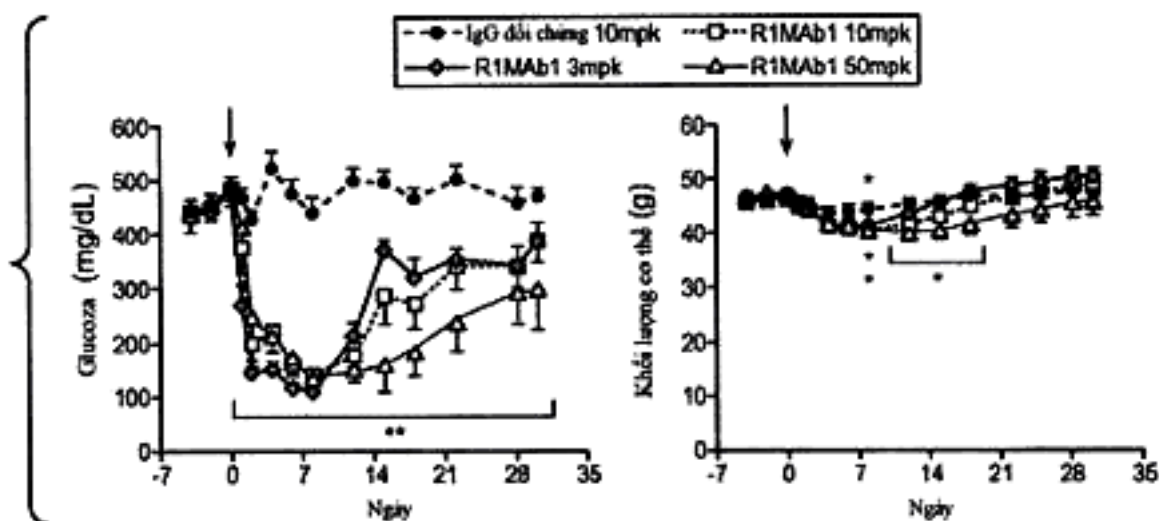 IgG đối chứng 10mpk R1MAb1 10mpk
R1MAb1 3mpk R1MAb1 50mpk
Glucoza (mg/dL)
600
500
400
300
200
100
0
**
-7 0 7 14 21 28 35
Ngày
Khối lượng cơ thể (g)
60
50
40
30
20
10
0
*
*
*
*
-7 0 7 14 21 28 35
Ngày